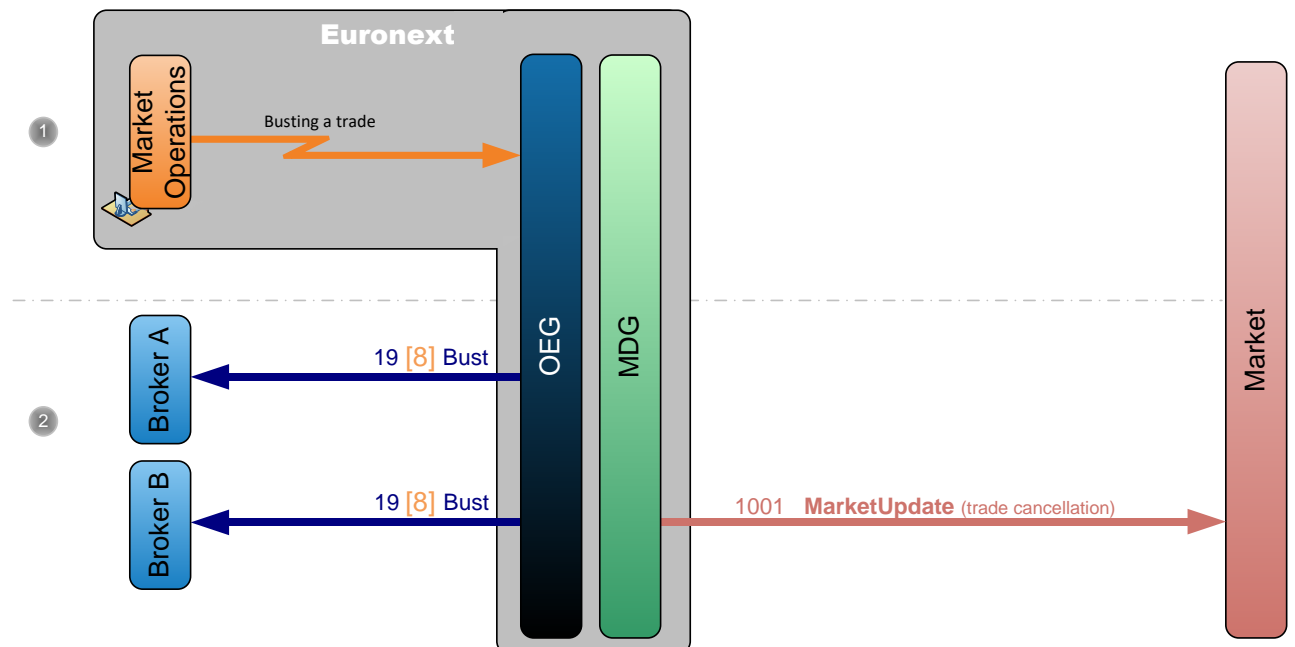 Euronext
Market
Operations
1
Busting a trade
OEG
MDG
Market
Broker A
19 [8] Bust
2
Broker B
19 [8] Bust
1001 MarketUpdate (trade cancellation)